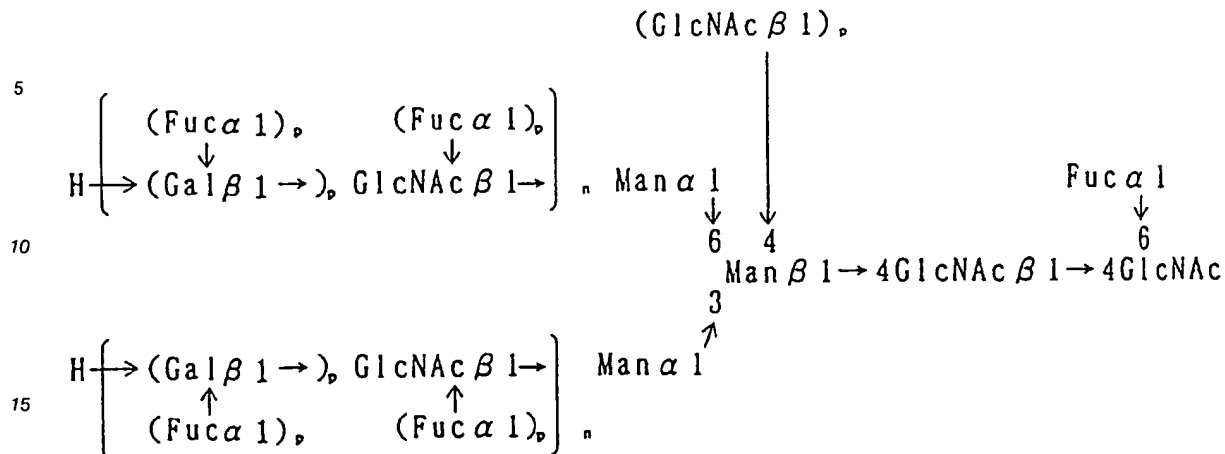 (GlcNAcβ1)p
5
(Fucα1)p (Fucα1)p
H→(Galβ1→)p GlcNAcβ1→ n Manα1 Fucα1
10 6 4 6
Manβ1→4GlcNAcβ1→4GlcNAc
3
H→(Galβ1→)p GlcNAcβ1→ Manα1
15
(Fucα1)p (Fucα1)p n